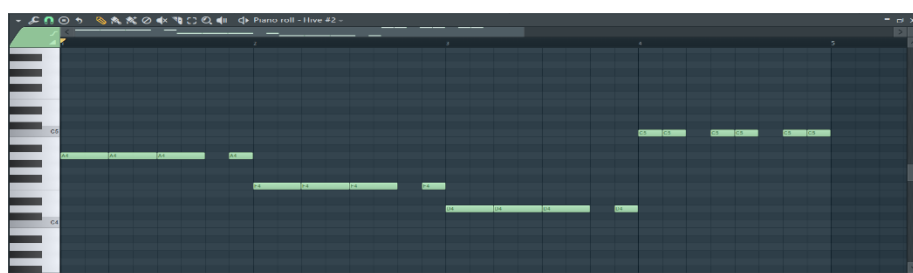 Piano roll - Hive #2 -
2 3 4 5
C5 C5 C5 C5 C5 C5 C5
A4 A4 A4 A4
F4 F4 F4 F4
D4 D4 D4 D4
C4